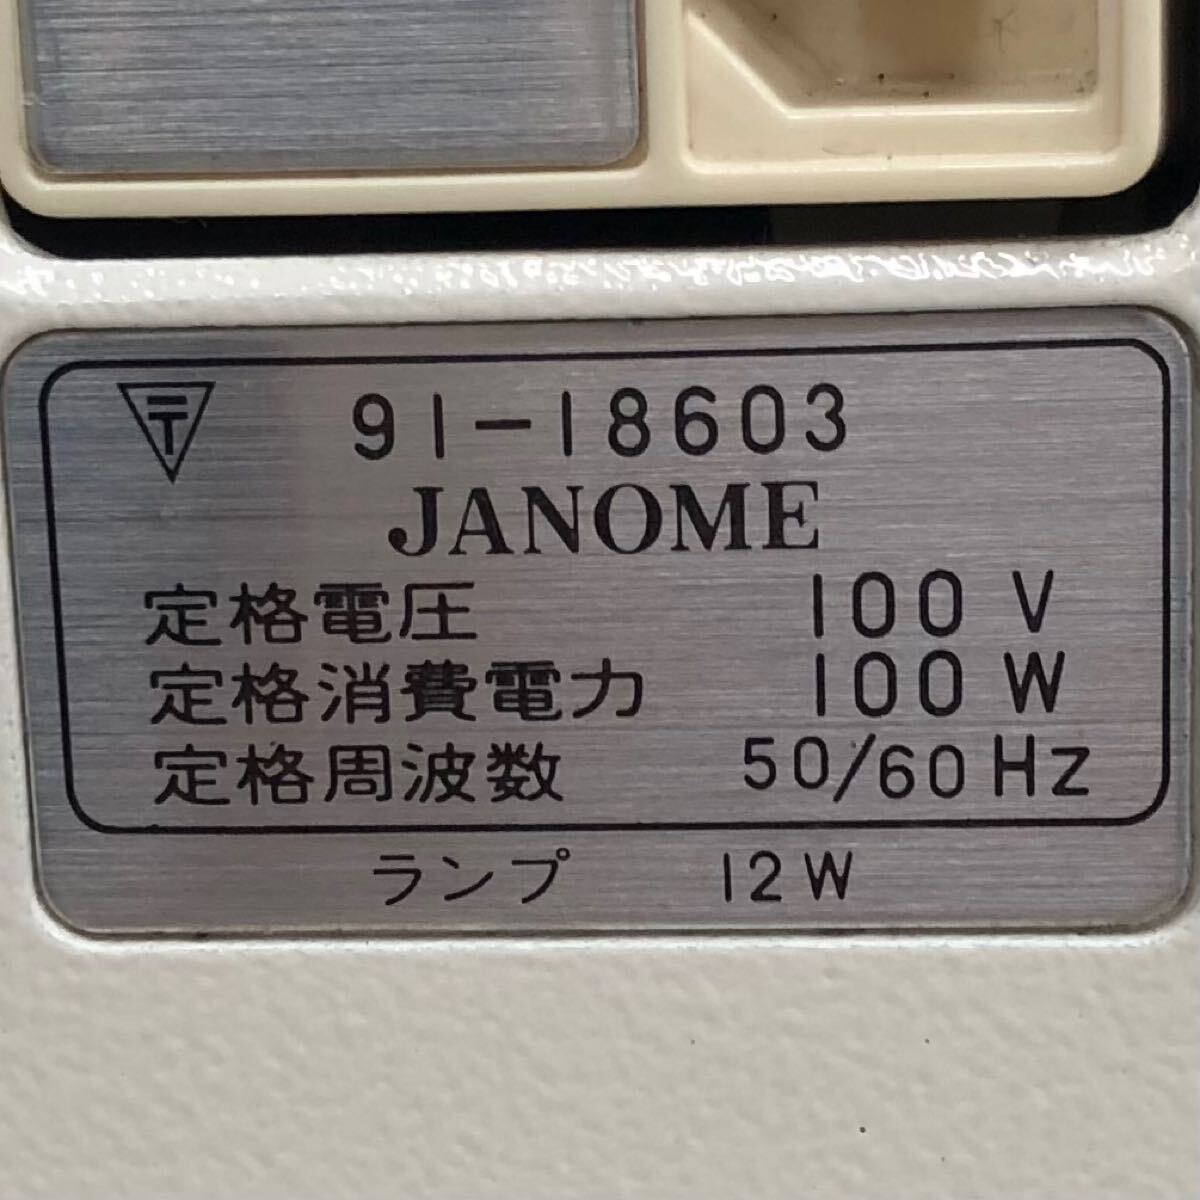 〒 91-18603
JANOME
定格電圧 100 V
定格消費電力 100 W
定格周波数 50/60 Hz
ランプ 12W